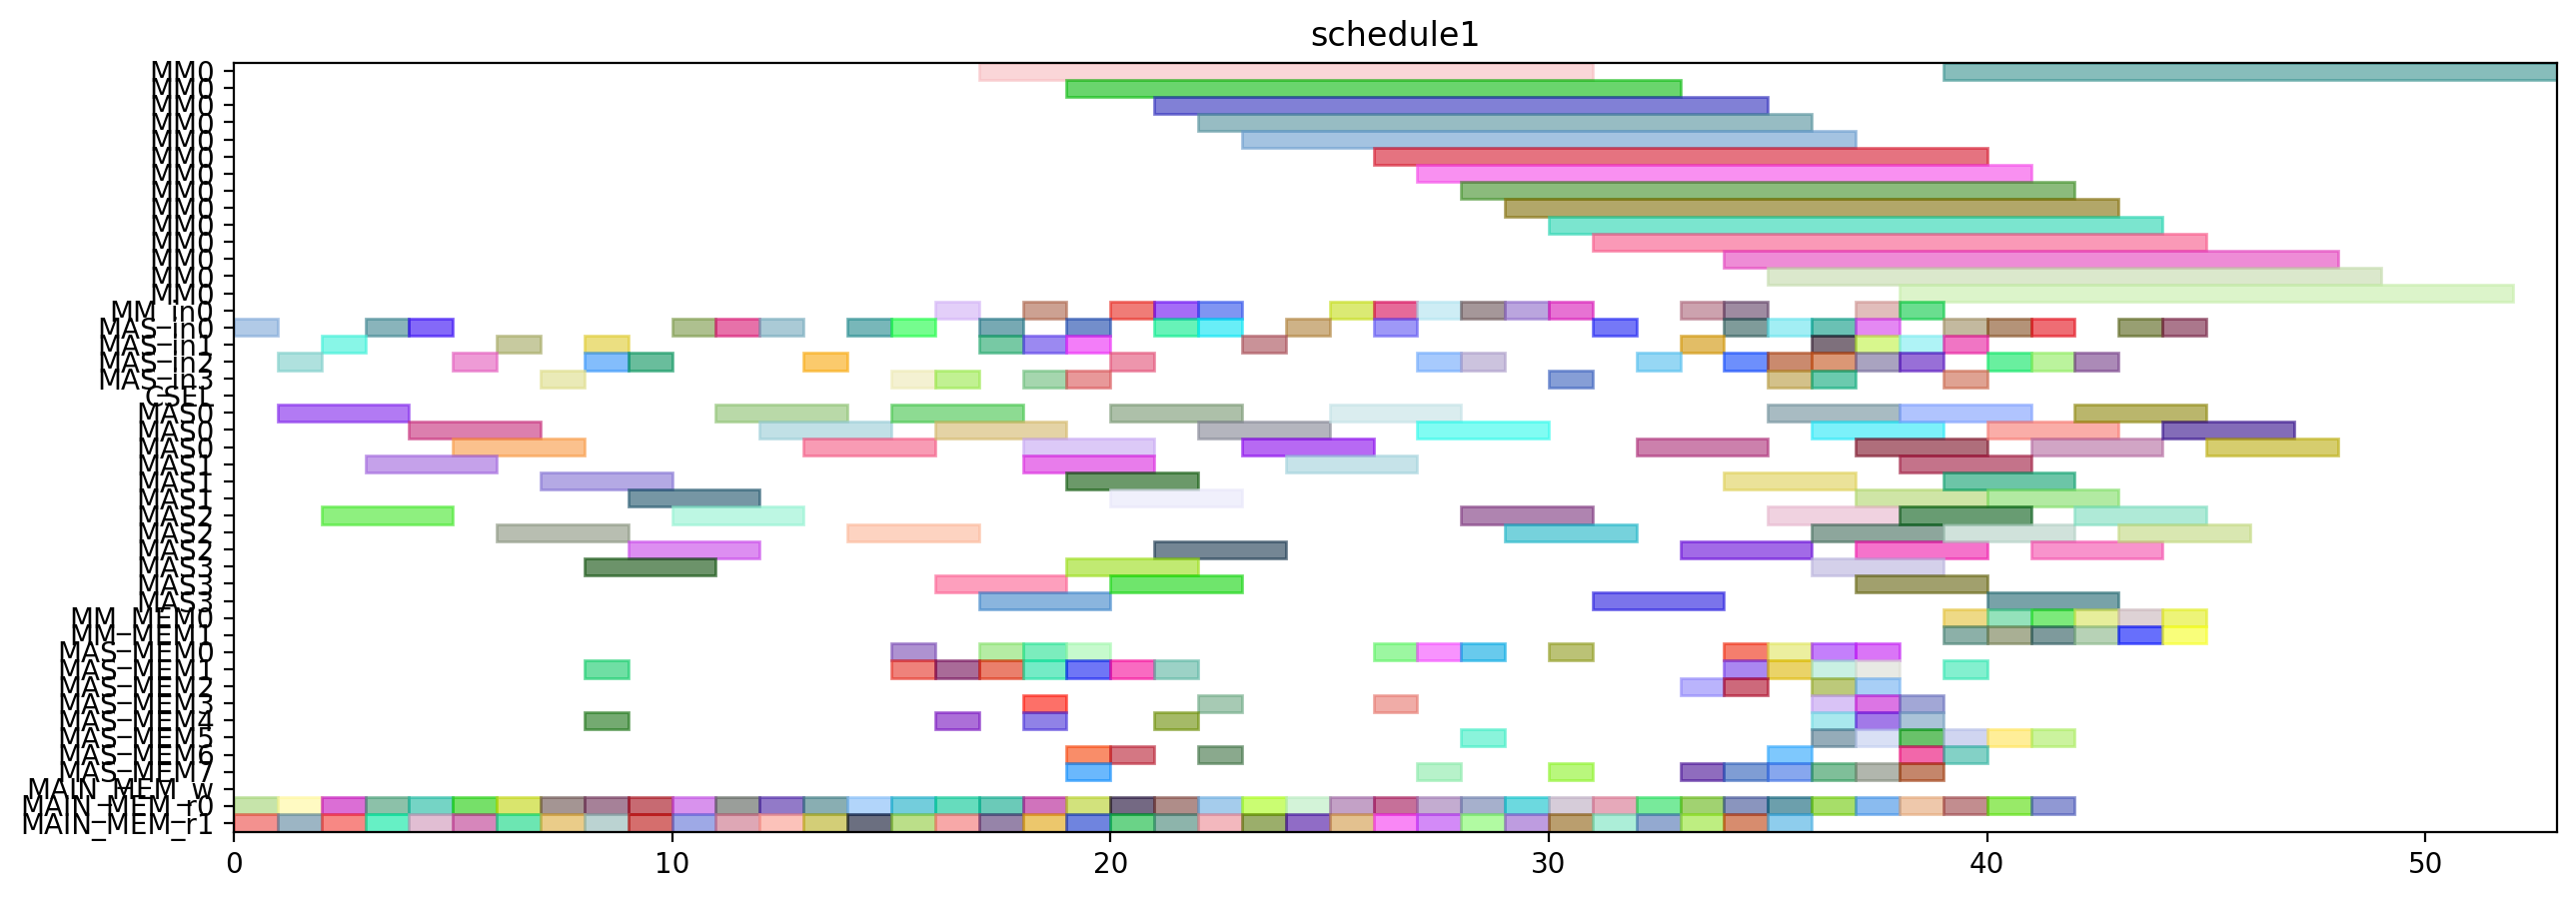 schedule1
MM0
MM0
MM0
MM0
MM0
MM0
MM0
MM0
MM0
MM0
MM0
MM0
MM0
MM0
MM_in0
MAS_in0
MAS_in1
MAS_in2
MAS_in3
CSEL
MAS0
MAS0
MAS0
MAS1
MAS1
MAS1
MAS2
MAS2
MAS2
MAS3
MAS3
MAS3
MM_MEM0
MM_MEM1
MAS_MEM0
MAS_MEM1
MAS_MEM2
MAS_MEM3
MAS_MEM4
MAS_MEM5
MAS_MEM6
MAS_MEM7
MAIN_MEM_w
MAIN_MEM_r0
MAIN_MEM_r1
0 10 20 30 40 50